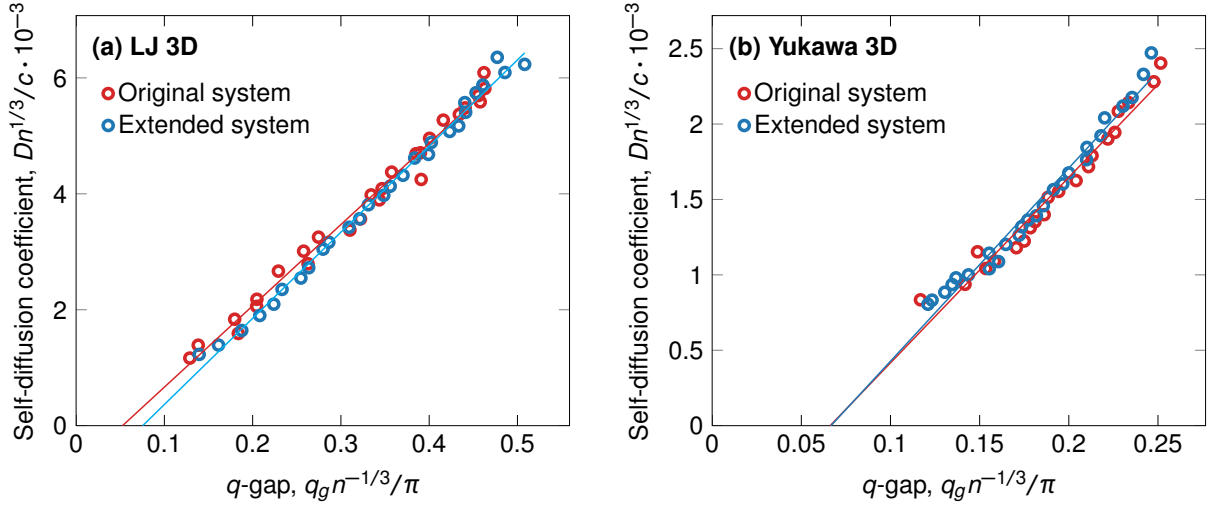 (a) LJ 3D
Original system
Extended system
Self-diffusion coefficient, Dn^{1/3}/c · 10^{−3}
6
4
2
0
0 0.1 0.2 0.3 0.4 0.5
q-gap, q_g n^{−1/3}/π
(b) Yukawa 3D
Original system
Extended system
Self-diffusion coefficient, Dn^{1/3}/c · 10^{−3}
2.5
2
1.5
1
0.5
0
0 0.05 0.1 0.15 0.2 0.25
q-gap, q_g n^{−1/3}/π